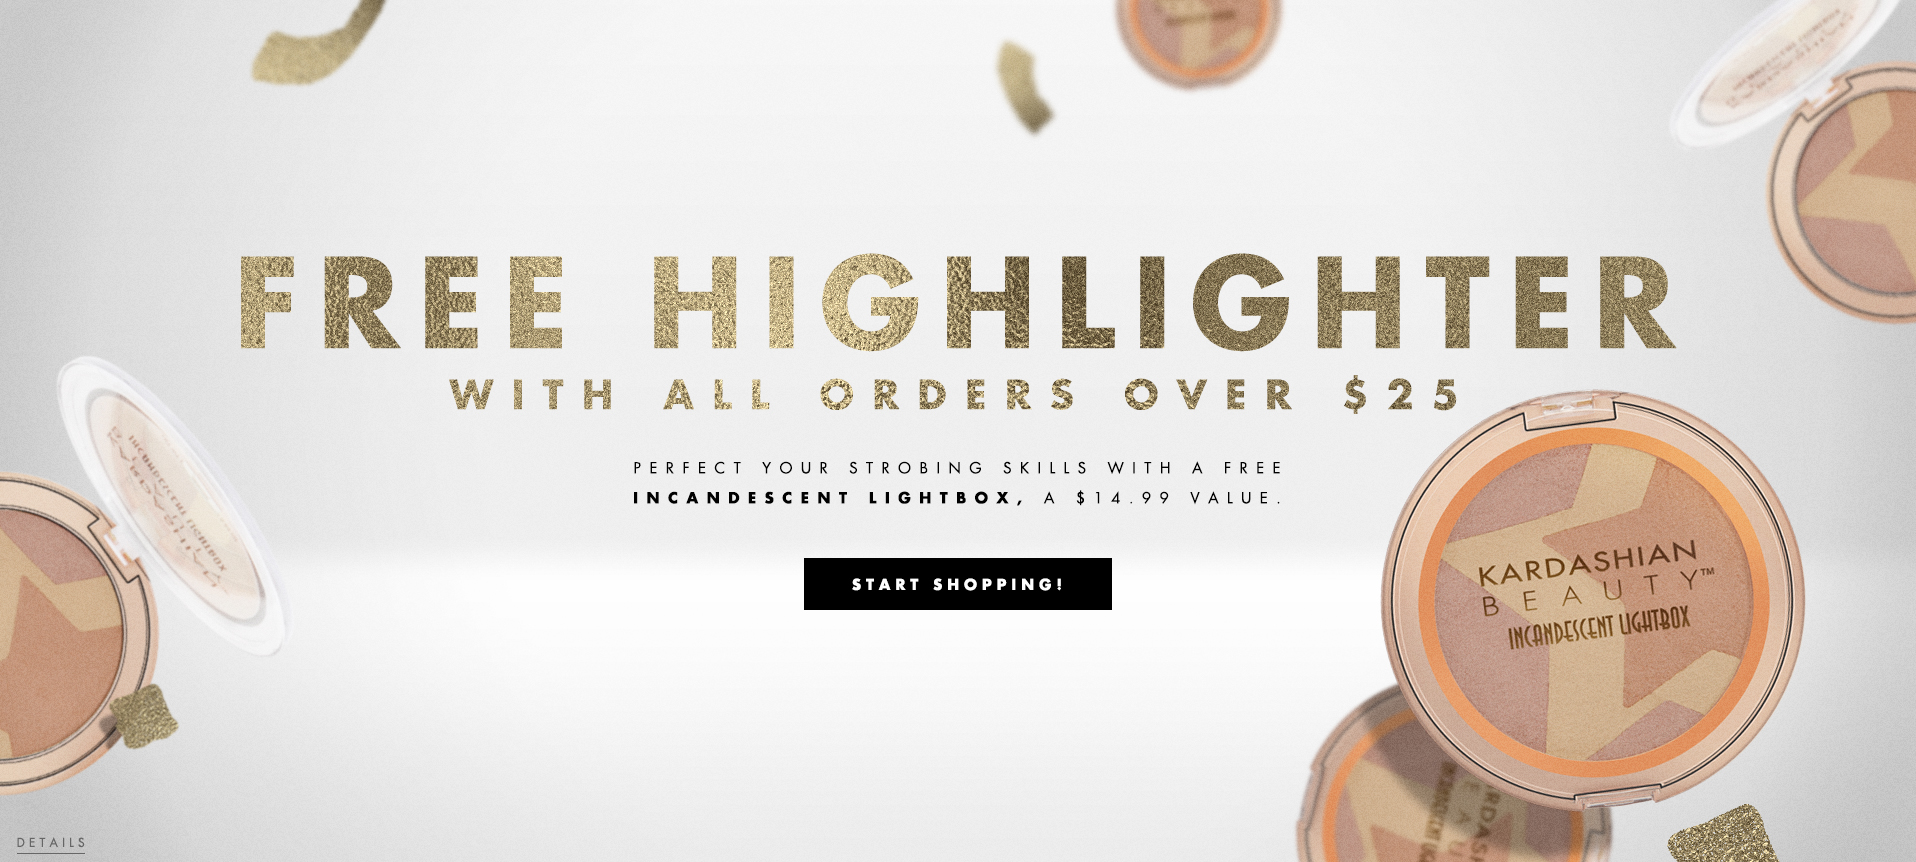 FREE HIGHLIGHTER
WITH ALL ORDERS OVER $25
PERFECT YOUR STROBING SKILLS WITH A FREE
INCANDESCENT LIGHTBOX, A $14.99 VALUE.
START SHOPPING!
KARDASHIAN
BEAUTY™
INCANDESCENT LIGHTBOX
DETAILS